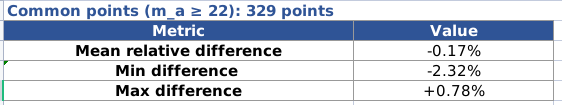 Common points (m_a ≥ 22): 329 points
Metric Value
Mean relative difference -0.17%
Min difference -2.32%
Max difference +0.78%